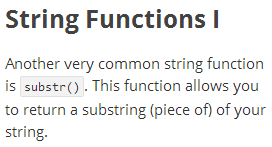 String Functions I
Another very common string function
is substr(). This function allows you
to return a substring (piece of) of your
string.